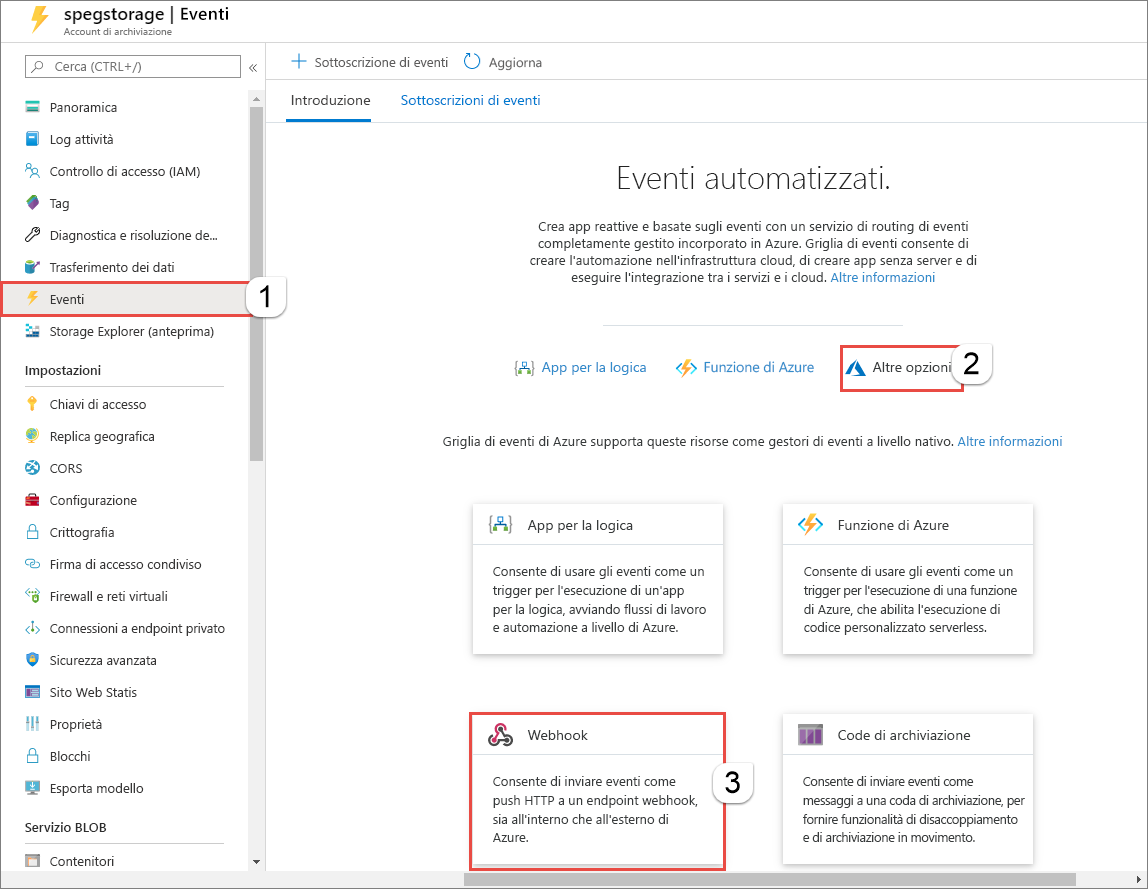 spegstorage | Eventi
Account di archiviazione
Cerca (CTRL+/)
«
Panoramica
Log attività
Controllo di accesso (IAM)
Tag
Diagnostica e risoluzione de...
Trasferimento dei dati
Eventi
1
Storage Explorer (anteprima)
Impostazioni
Chiavi di accesso
Replica geografica
CORS
Configurazione
Crittografia
Firma di accesso condiviso
Firewall e reti virtuali
Connessioni a endpoint privato
Sicurezza avanzata
Sito Web Statis
Proprietà
Blocchi
Esporta modello
Servizio BLOB
Contenitori
Sottoscrizione di eventi
Aggiorna
Introduzione
Sottoscrizioni di eventi
Eventi automatizzati.
Crea app reattive e basate sugli eventi con un servizio di routing di eventi
completamente gestito incorporato in Azure. Griglia di eventi consente di
creare l'automazione nell'infrastruttura cloud, di creare app senza server e di
eseguire l'integrazione tra i servizi e i cloud. Altre informazioni
App per la logica
Funzione di Azure
Altre opzioni
2
Griglia di eventi di Azure supporta queste risorse come gestori di eventi a livello nativo. Altre informazioni
App per la logica
Consente di usare gli eventi come un
trigger per l'esecuzione di un'app
per la logica, avviando flussi di lavoro
e automazione a livello di Azure.
Funzione di Azure
Consente di usare gli eventi come un
trigger per l'esecuzione di una funzione
di Azure, che abilita l'esecuzione di
codice personalizzato serverless.
Webhook
Consente di inviare eventi come
push HTTP a un endpoint webhook,
sia all'interno che all'esterno di
Azure.
3
Code di archiviazione
Consente di inviare eventi come
messaggi a una coda di archiviazione, per
fornire funzionalità di disaccoppiamento
e di archiviazione in movimento.